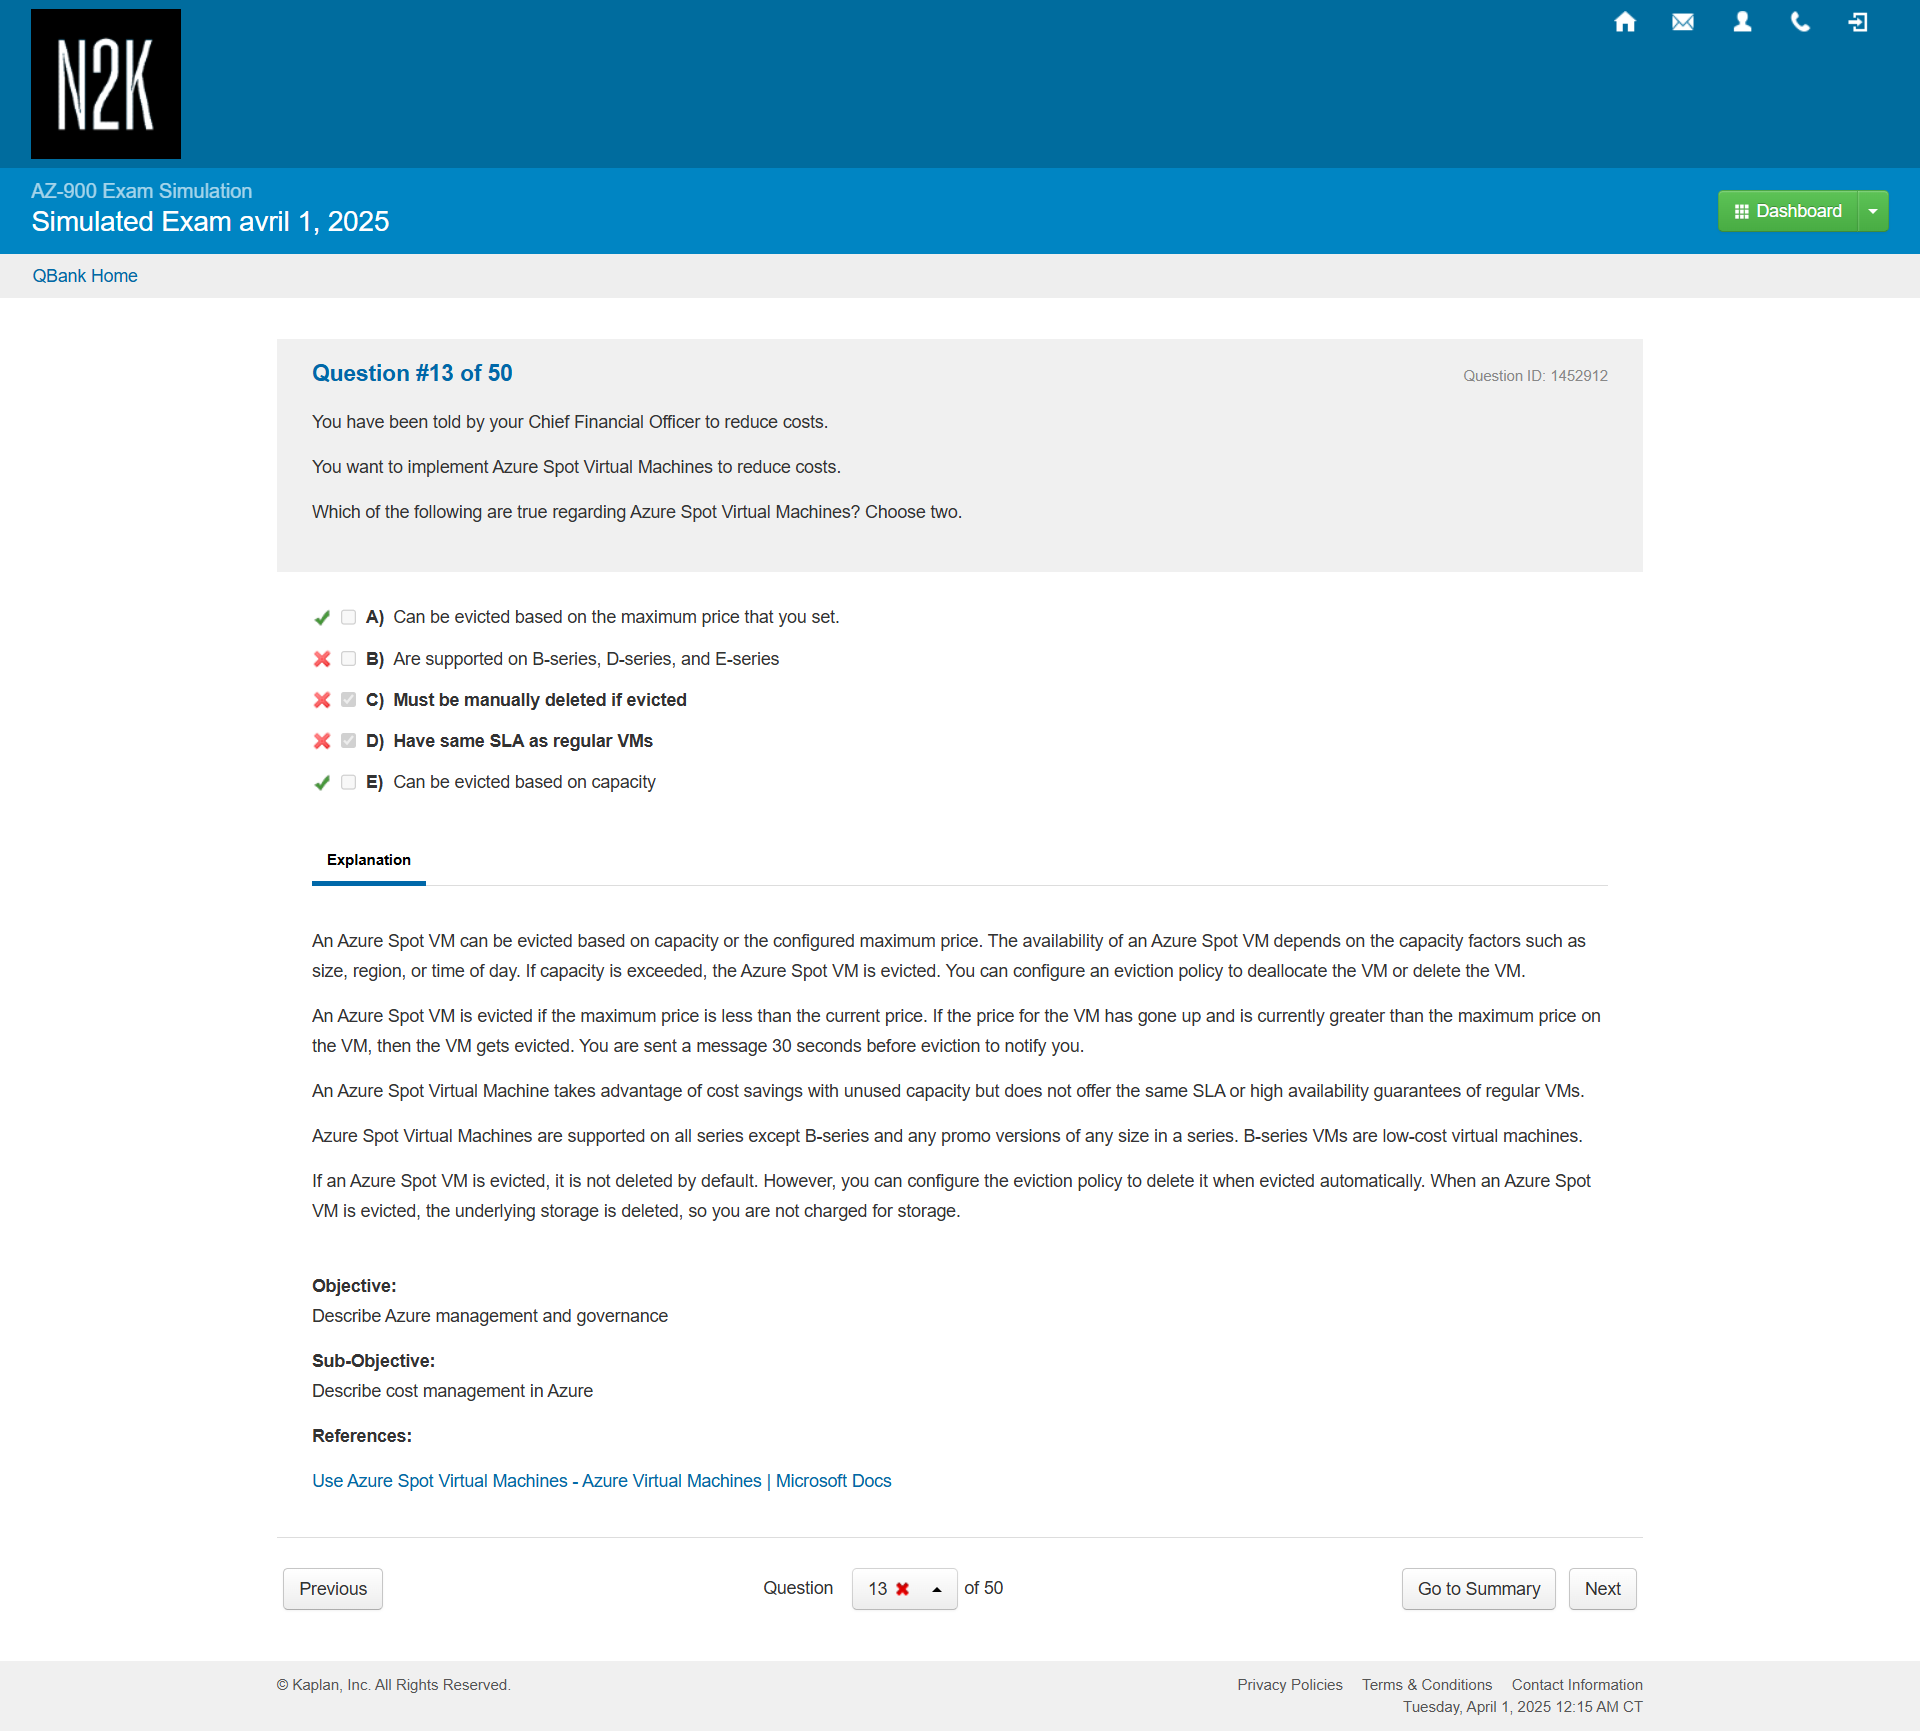 N2K
AZ-900 Exam Simulation
Simulated Exam avril 1, 2025
Dashboard
QBank Home
Question #13 of 50
Question ID: 1452912
You have been told by your Chief Financial Officer to reduce costs.
You want to implement Azure Spot Virtual Machines to reduce costs.
Which of the following are true regarding Azure Spot Virtual Machines? Choose two.
A) Can be evicted based on the maximum price that you set.
B) Are supported on B-series, D-series, and E-series
C) Must be manually deleted if evicted
D) Have same SLA as regular VMs
E) Can be evicted based on capacity
Explanation
An Azure Spot VM can be evicted based on capacity or the configured maximum price. The availability of an Azure Spot VM depends on the capacity factors such as
size, region, or time of day. If capacity is exceeded, the Azure Spot VM is evicted. You can configure an eviction policy to deallocate the VM or delete the VM.
An Azure Spot VM is evicted if the maximum price is less than the current price. If the price for the VM has gone up and is currently greater than the maximum price on
the VM, then the VM gets evicted. You are sent a message 30 seconds before eviction to notify you.
An Azure Spot Virtual Machine takes advantage of cost savings with unused capacity but does not offer the same SLA or high availability guarantees of regular VMs.
Azure Spot Virtual Machines are supported on all series except B-series and any promo versions of any size in a series. B-series VMs are low-cost virtual machines.
If an Azure Spot VM is evicted, it is not deleted by default. However, you can configure the eviction policy to delete it when evicted automatically. When an Azure Spot
VM is evicted, the underlying storage is deleted, so you are not charged for storage.
Objective:
Describe Azure management and governance
Sub-Objective:
Describe cost management in Azure
References:
Use Azure Spot Virtual Machines - Azure Virtual Machines | Microsoft Docs
Previous
Question 13 of 50
Go to Summary
Next
© Kaplan, Inc. All Rights Reserved.
Privacy Policies Terms & Conditions Contact Information
Tuesday, April 1, 2025 12:15 AM CT